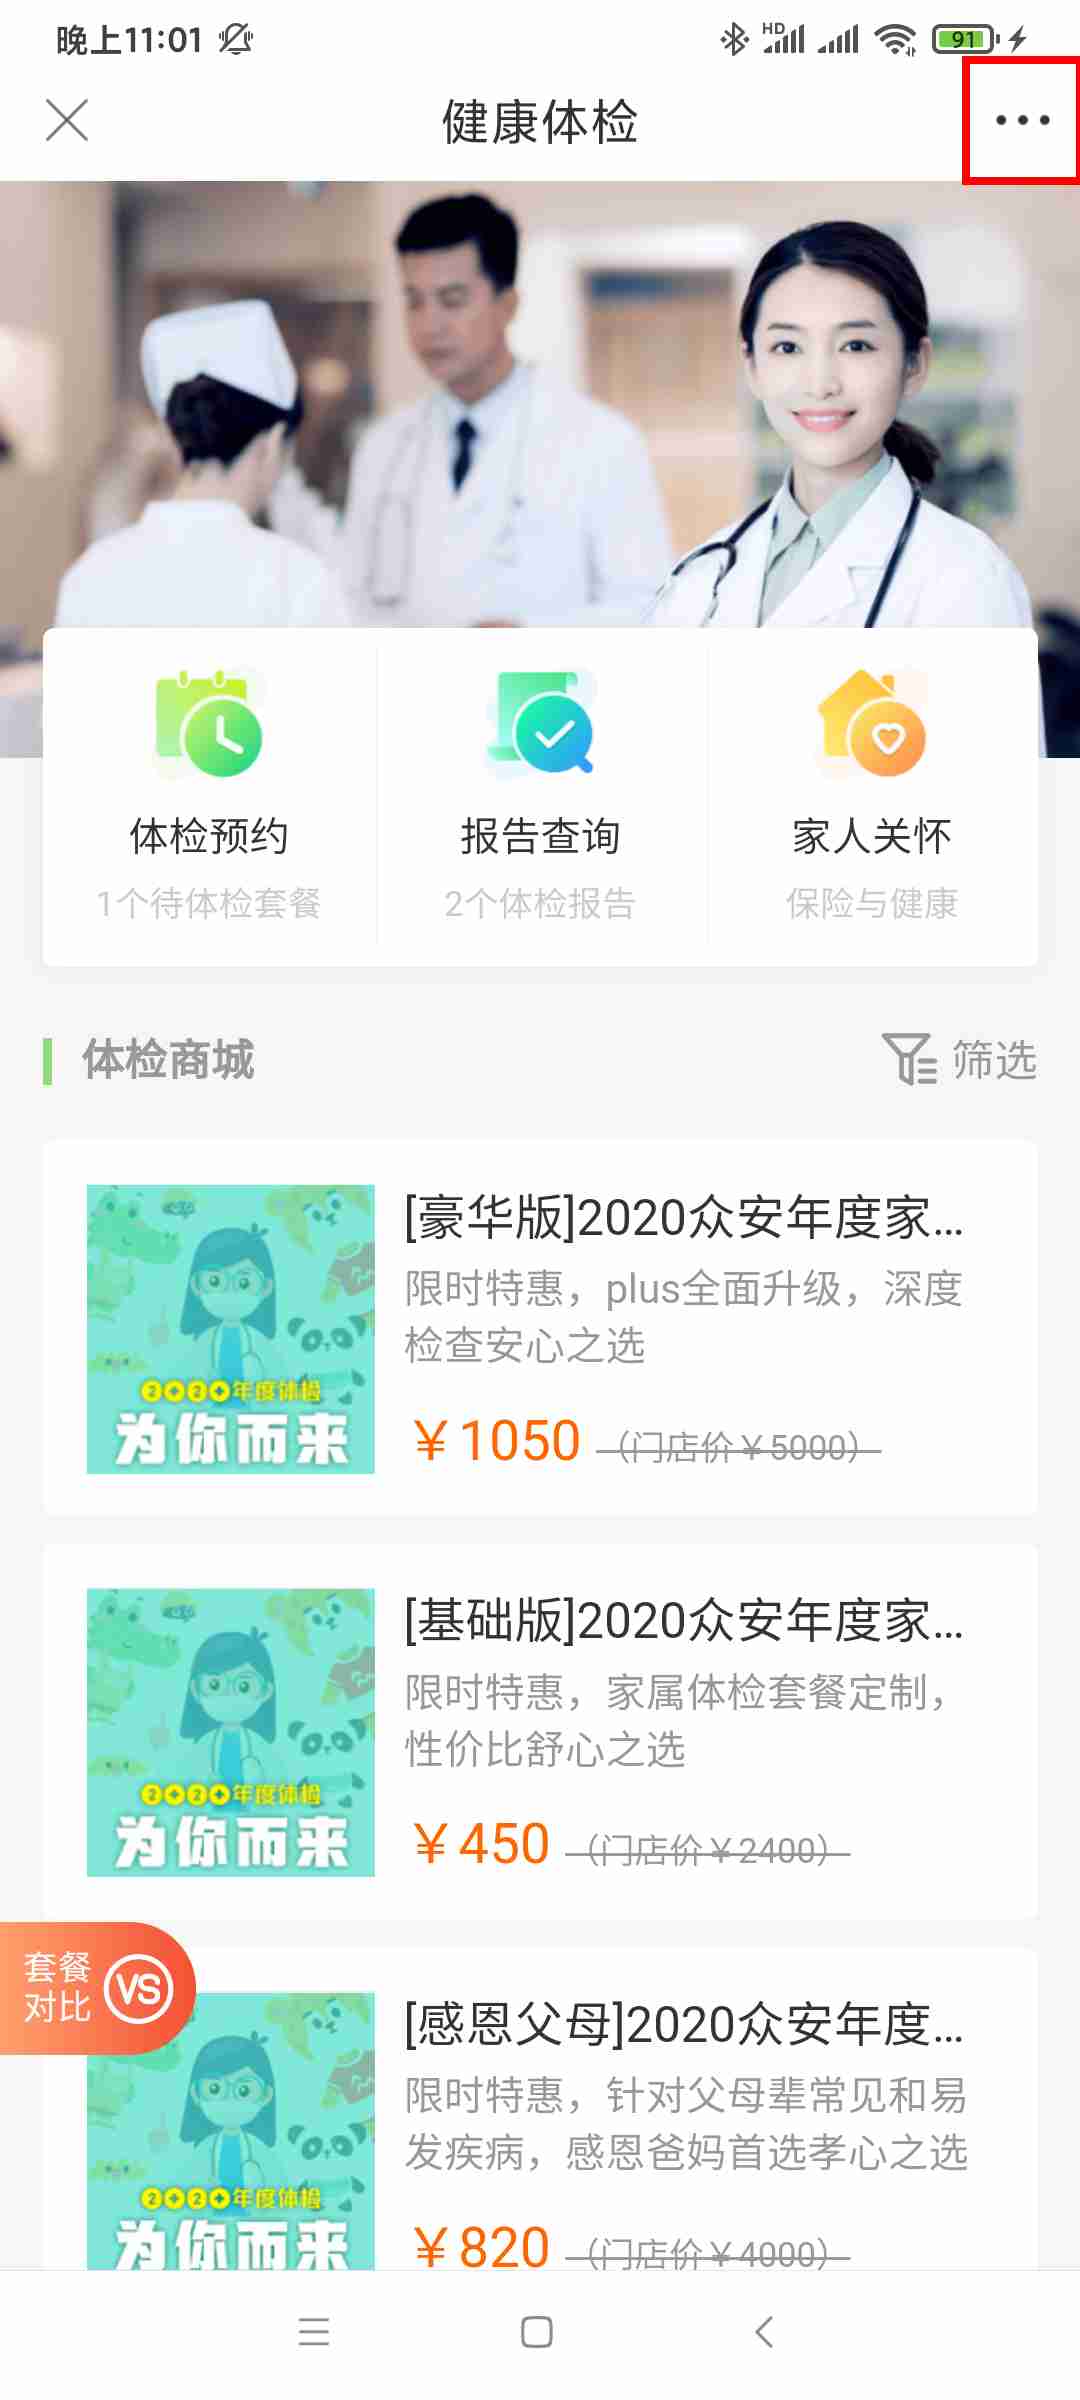 晚上11:01
HD
91
健康体检
体检预约
报告查询
家人关怀
1个待体检套餐
2个体检报告
保险与健康
体检商城
筛选
[豪华版]2020众安年度家...
限时特惠，plus全面升级，深度
检查安心之选
2020年度体检
为你而来
￥1050（门店价￥5000）
[基础版]2020众安年度家...
限时特惠，家属体检套餐定制，
性价比舒心之选
2020年度体检
为你而来
￥450（门店价￥2400）
套餐
对比
VS
[感恩父母]2020众安年度...
限时特惠，针对父母辈常见和易
发疾病，感恩爸妈首选孝心之选
2020年度体检
为你而来
￥820（门店价￥4000）